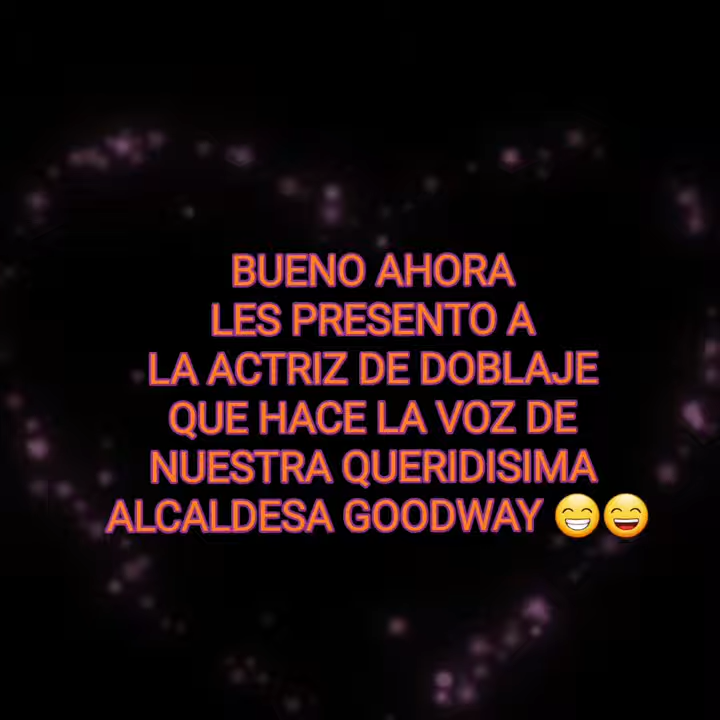 BUENO AHORA
LES PRESENTO A
LA ACTRIZ DE DOBLAJE
QUE HACE LA VOZ DE
NUESTRA QUERIDISIMA
ALCALDESA GOODWAY 😁😄